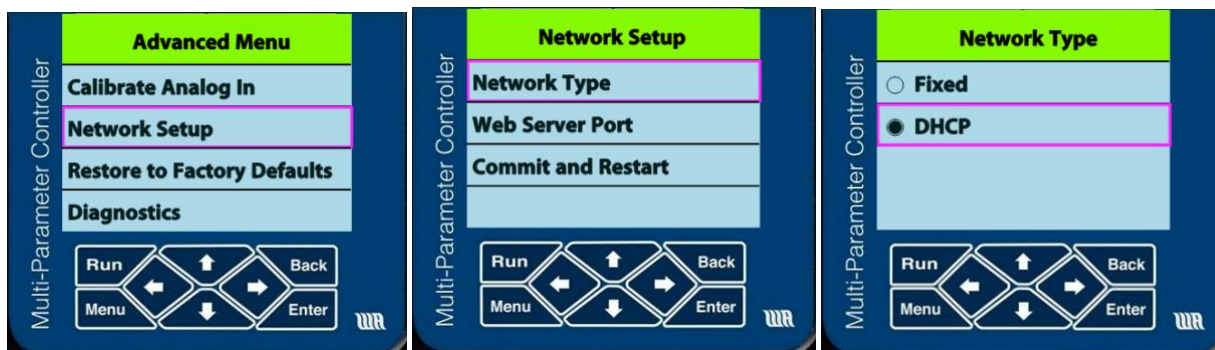 Multi-Parameter Controller
Advanced Menu
Calibrate Analog In
Network Setup
Restore to Factory Defaults
Diagnostics
Run
Back
Menu
Enter
Multi-Parameter Controller
Network Setup
Network Type
Web Server Port
Commit and Restart
Run
Back
Menu
Enter
Multi-Parameter Controller
Network Type
Fixed
DHCP
Run
Back
Menu
Enter